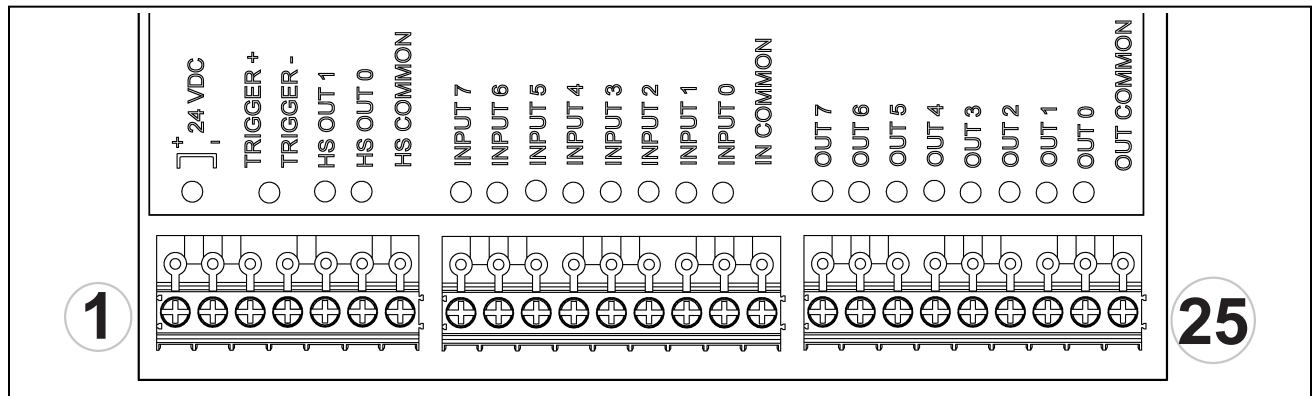 +
-
24 VDC
TRIGGER +
TRIGGER -
HS OUT 1
HS OUT 0
HS COMMON
INPUT 7
INPUT 6
INPUT 5
INPUT 4
INPUT 3
INPUT 2
INPUT 1
INPUT 0
IN COMMON
OUT 7
OUT 6
OUT 5
OUT 4
OUT 3
OUT 2
OUT 1
OUT 0
OUT COMMON
1
25